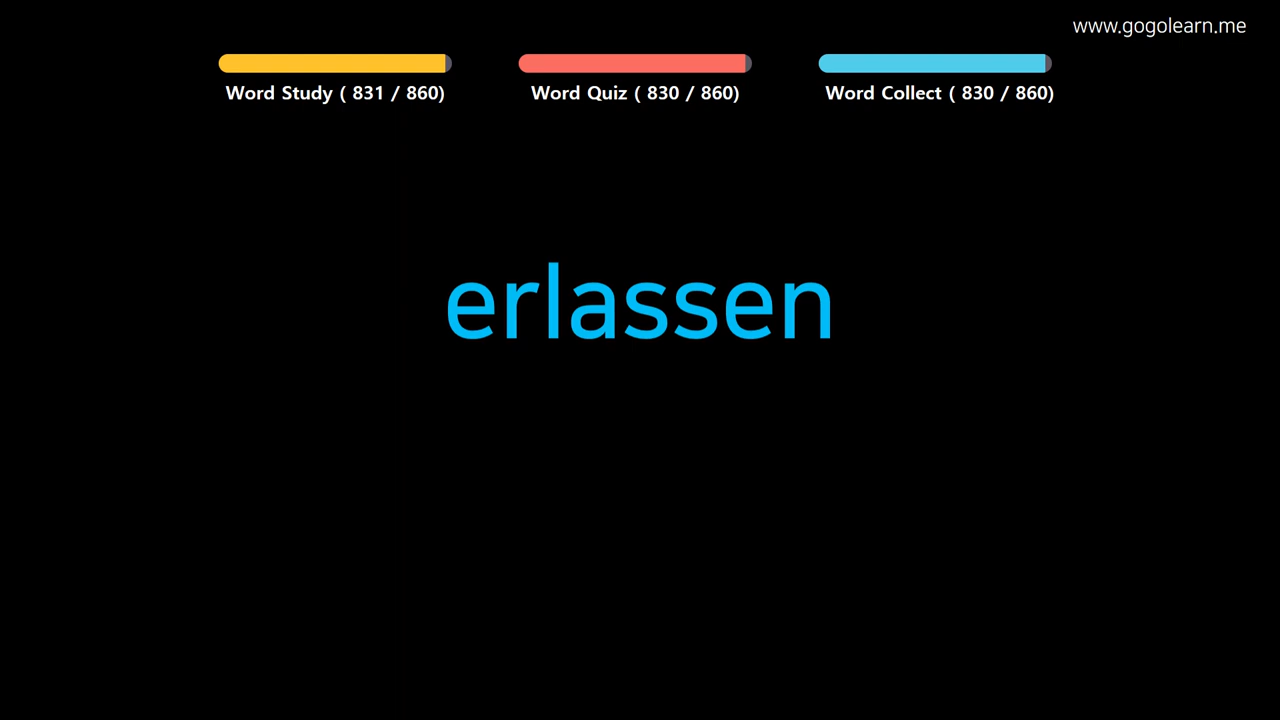 www.gogolearn.me
Word Study ( 831 / 860)
Word Quiz ( 830 / 860)
Word Collect ( 830 / 860)
erlassen